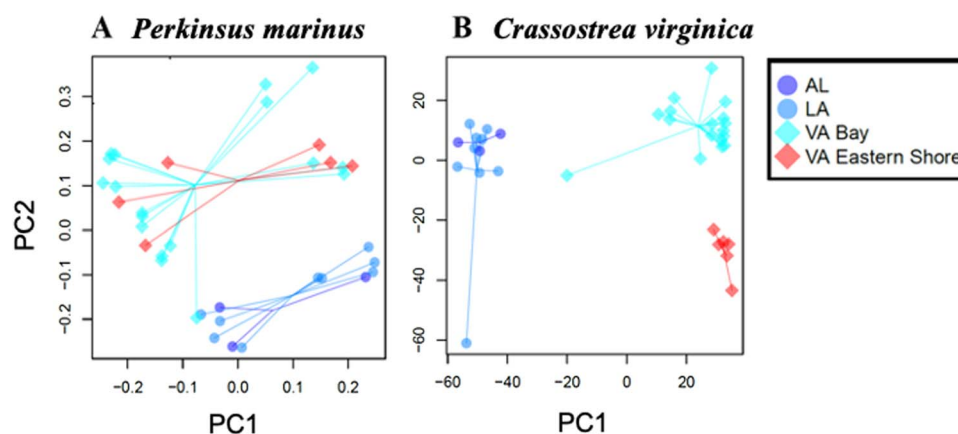 A Perkinsus marinus
B Crassostrea virginica
PC2
0.3
0.2
0.1
0.0
−0.1
−0.2
−0.2 −0.1 0.0 0.1 0.2
PC1
20
0
−20
−40
−60
−60 −40 −20 0 20
PC1
AL
LA
VA Bay
VA Eastern Shore